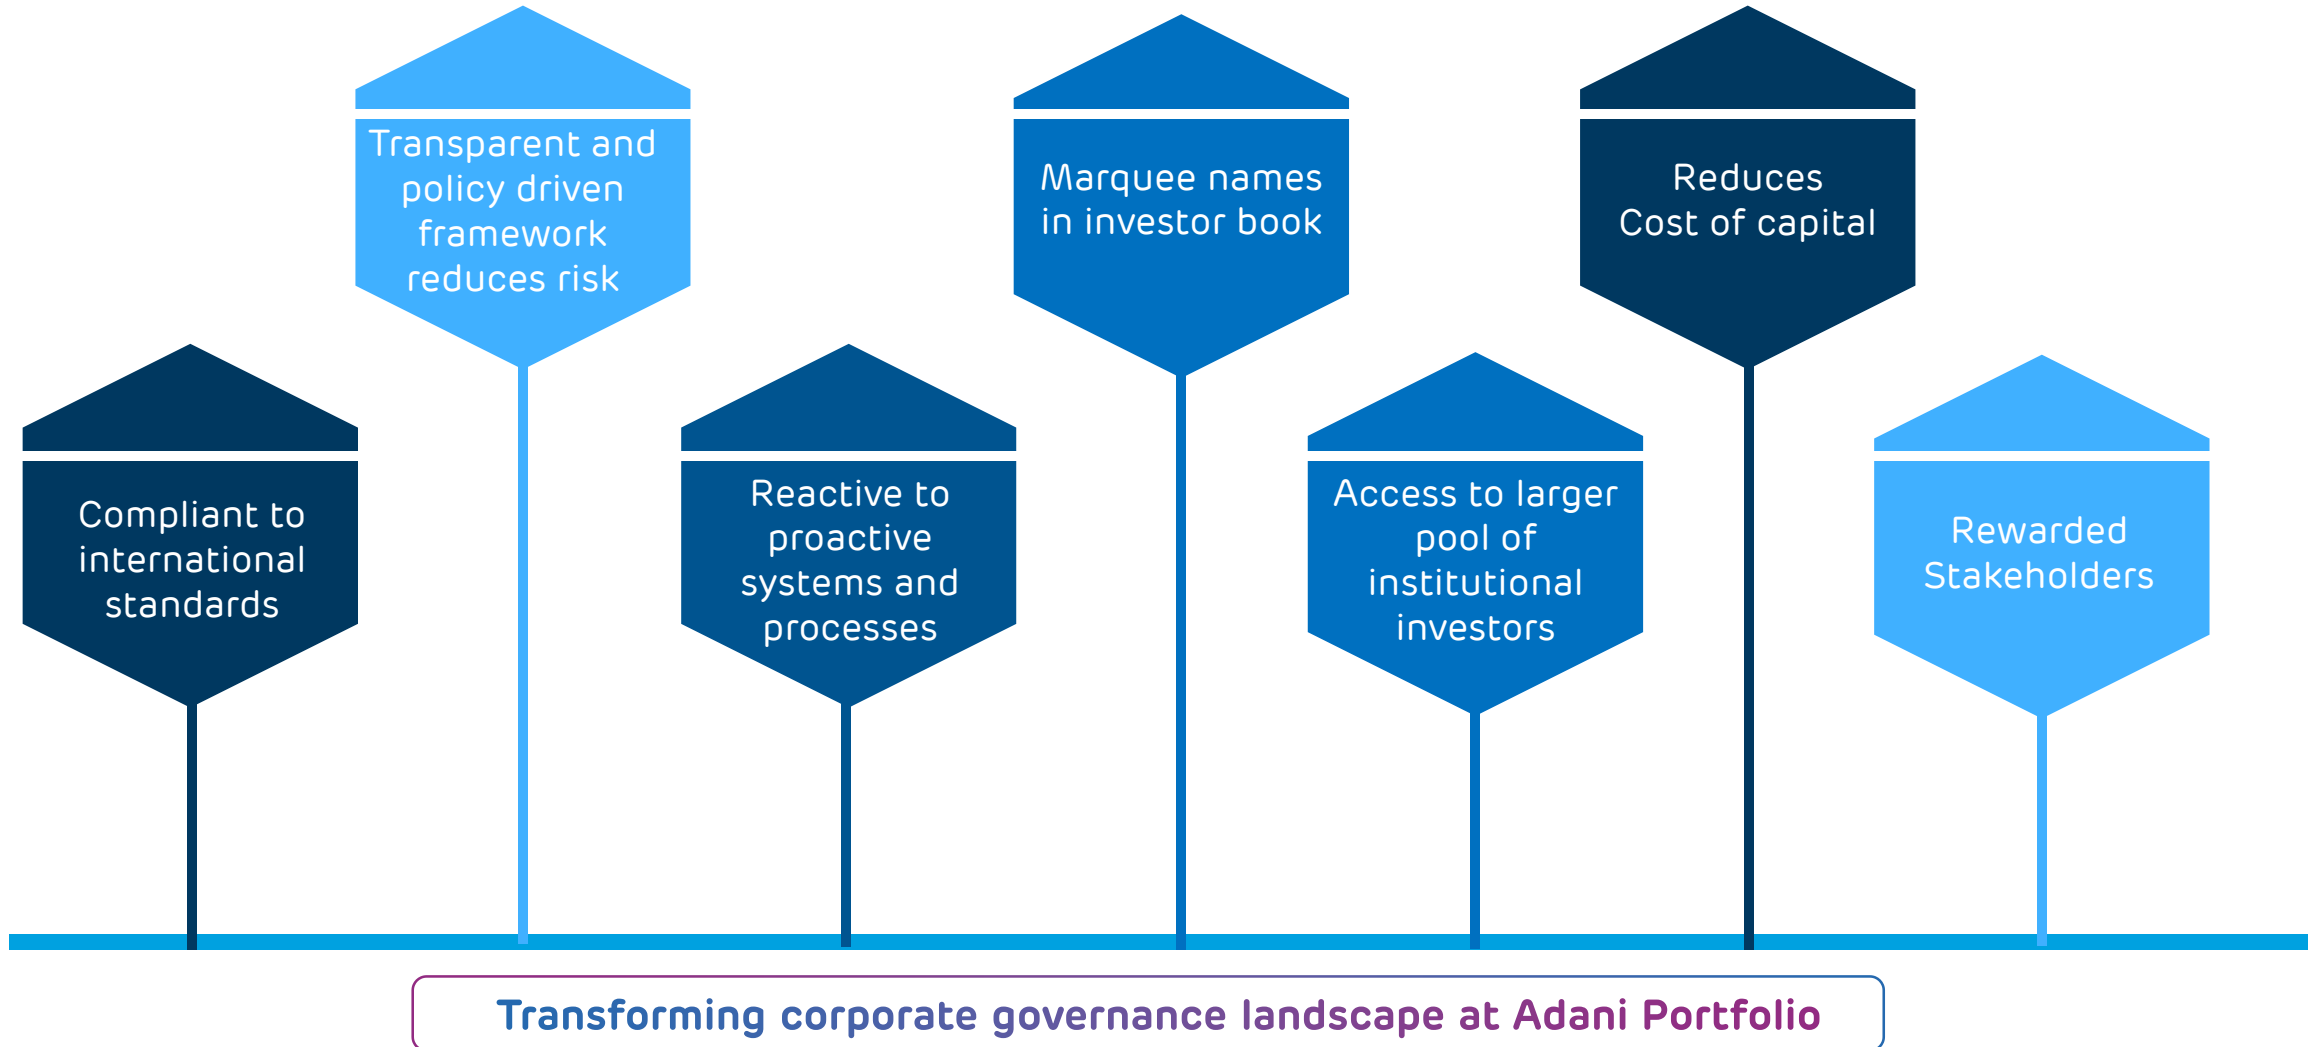 Compliant to
international
standards
Transparent and
policy driven
framework
reduces risk
Reactive to
proactive
systems and
processes
Marquee names
in investor book
Access to larger
pool of
institutional
investors
Reduces
Cost of capital
Rewarded
Stakeholders
Transforming corporate governance landscape at Adani Portfolio